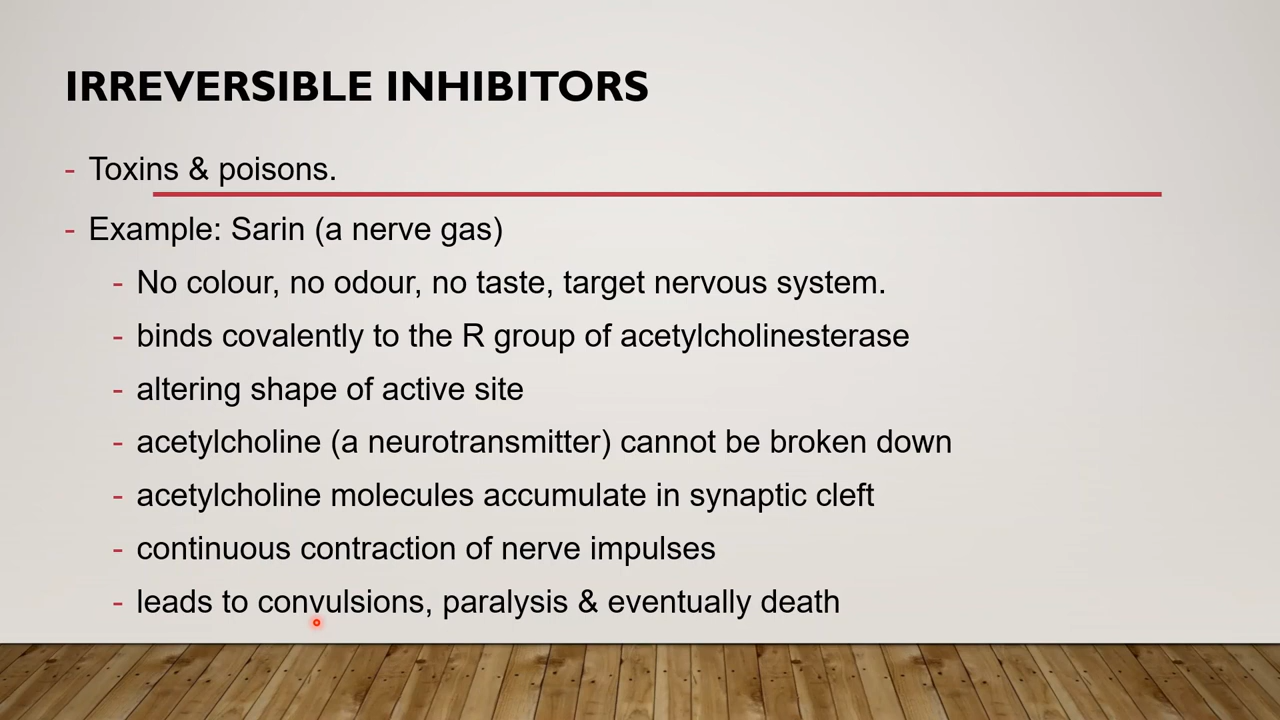 IRREVERSIBLE INHIBITORS
- Toxins & poisons.
- Example: Sarin (a nerve gas)
- No colour, no odour, no taste, target nervous system.
- binds covalently to the R group of acetylcholinesterase
- altering shape of active site
- acetylcholine (a neurotransmitter) cannot be broken down
- acetylcholine molecules accumulate in synaptic cleft
- continuous contraction of nerve impulses
- leads to convulsions, paralysis & eventually death